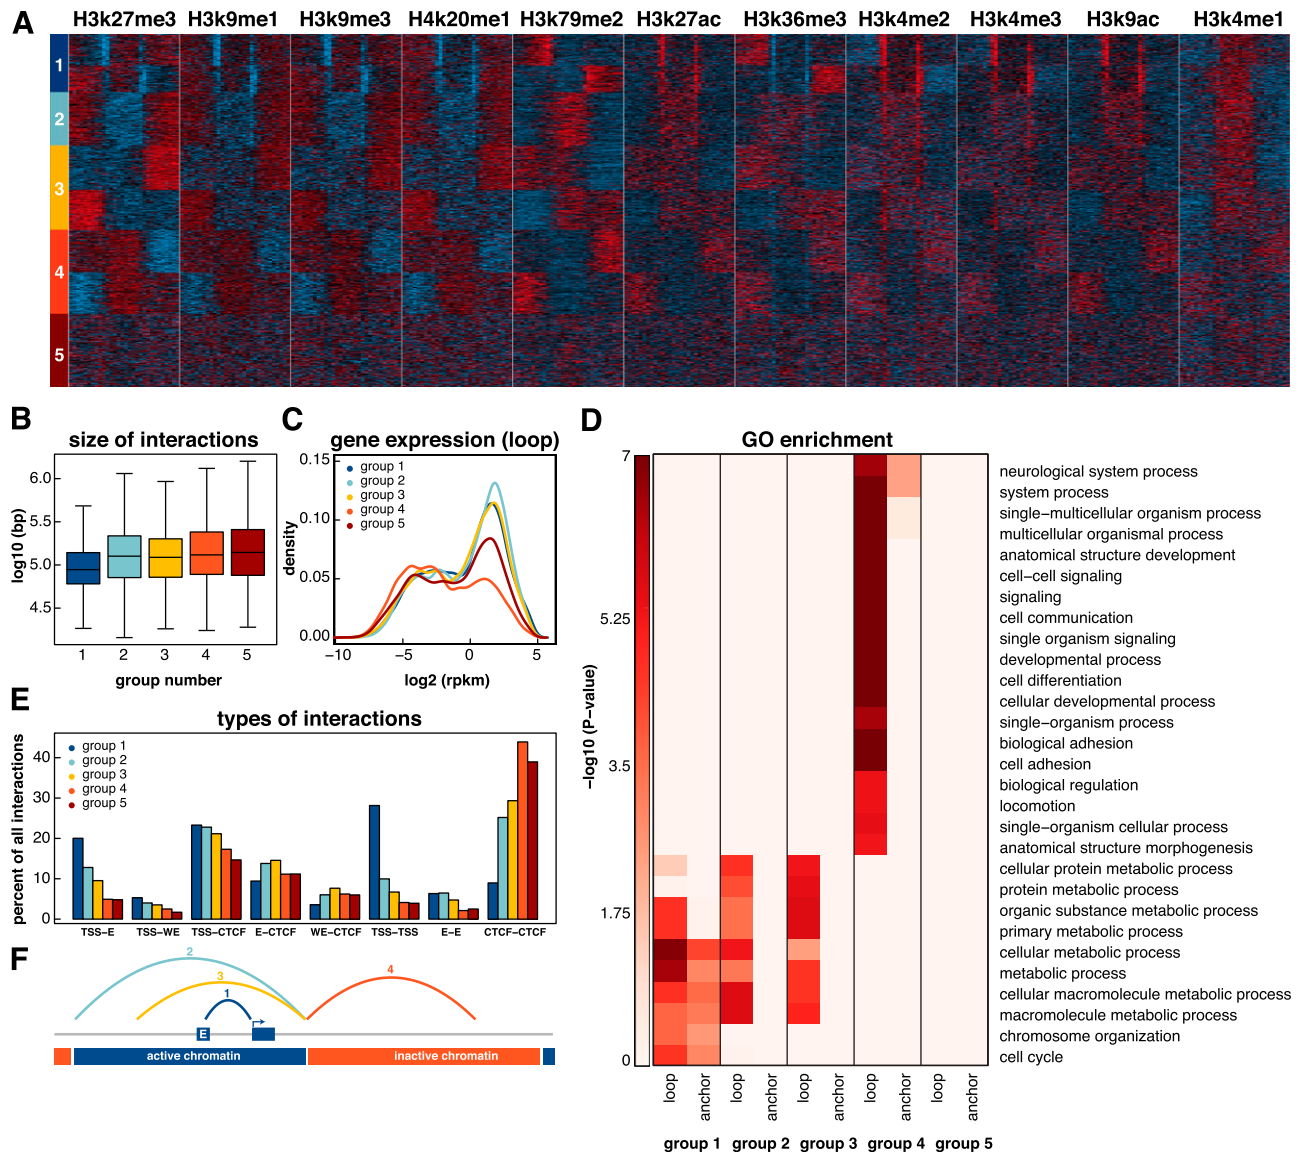 A
H3k27me3 H3k9me1 H3k9me3 H4k20me1 H3k79me2 H3k27ac H3k36me3 H3k4me2 H3k4me3 H3k9ac H3k4me1
1
2
3
4
5
B
size of interactions
log10 (bp)
6.0
5.5
5.0
4.5
1 2 3 4 5
group number
C
gene expression (loop)
density
0.15
0.10
0.05
0.00
group 1
group 2
group 3
group 4
group 5
−10 −5 0 5
log2 (rpkm)
D
GO enrichment
−log10 (P−value)
7
5.25
3.5
1.75
0
neurological system process
system process
single−multicellular organism process
multicellular organismal process
anatomical structure development
cell−cell signaling
signaling
cell communication
single organism signaling
developmental process
cell differentiation
cellular developmental process
single−organism process
biological adhesion
cell adhesion
biological regulation
locomotion
single−organism cellular process
anatomical structure morphogenesis
cellular protein metabolic process
protein metabolic process
organic substance metabolic process
primary metabolic process
cellular metabolic process
metabolic process
cellular macromolecule metabolic process
macromolecule metabolic process
chromosome organization
cell cycle
loop anchor loop anchor loop anchor loop anchor loop anchor
group 1 group 2 group 3 group 4 group 5
E
types of interactions
percent of all interactions
40
30
20
10
0
group 1
group 2
group 3
group 4
group 5
TSS−E TSS−WE TSS−CTCF E−CTCF WE−CTCF TSS−TSS E−E CTCF−CTCF
F
2
3
1
4
E
active chromatin inactive chromatin